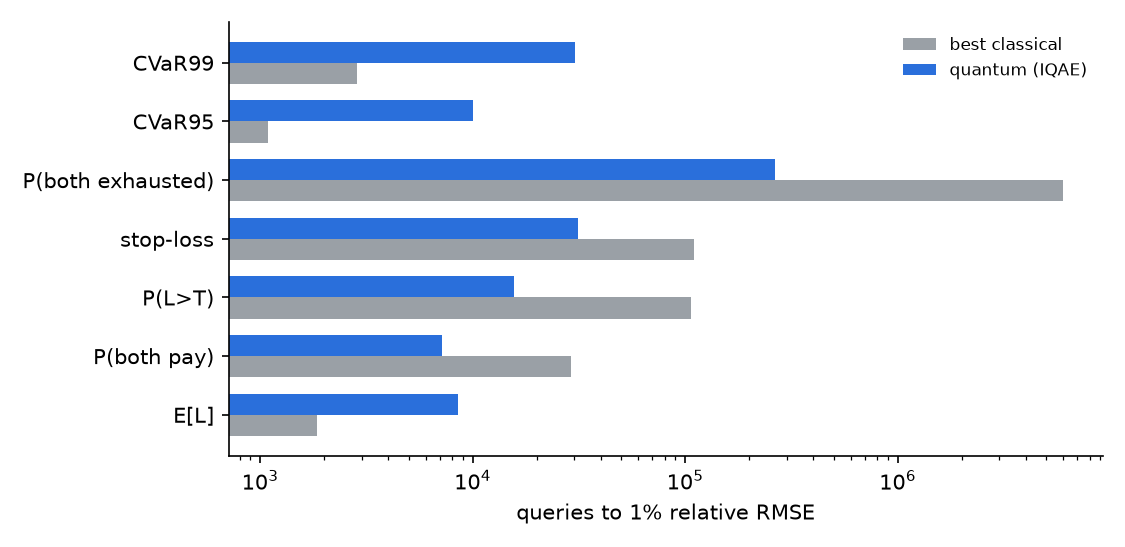 best classical
quantum (IQAE)
CVaR99
CVaR95
P(both exhausted)
stop-loss
P(L>T)
P(both pay)
E[L]
10³ 10⁴ 10⁵ 10⁶
queries to 1% relative RMSE